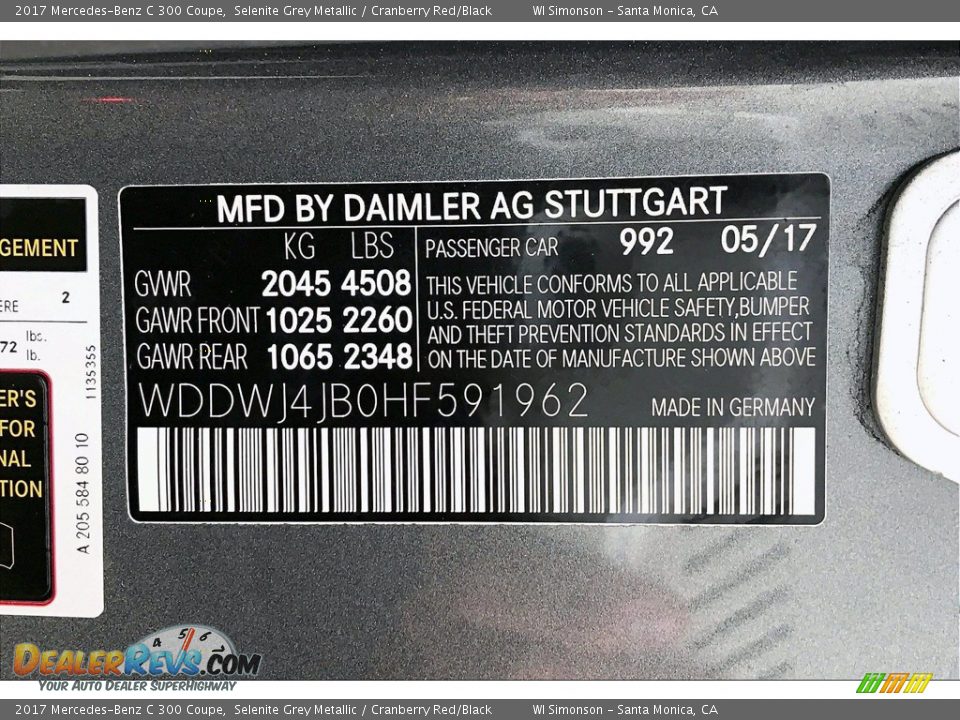 2017 Mercedes-Benz C 300 Coupe, Selenite Grey Metallic / Cranberry Red/Black WI Simonson - Santa Monica, CA
MFD BY DAIMLER AG STUTTGART
KG LBS
GVWR 2045 4508
GAWR FRONT 1025 2260
GAWR REAR 1065 2348
PASSENGER CAR 992 05/17
THIS VEHICLE CONFORMS TO ALL APPLICABLE
U.S. FEDERAL MOTOR VEHICLE SAFETY,BUMPER
AND THEFT PREVENTION STANDARDS IN EFFECT
ON THE DATE OF MANUFACTURE SHOWN ABOVE
WDDWJ4JB0HF591962 MADE IN GERMANY
GEMENT
ERE 2
72 lbs.
lb.
1135355
ER'S
FOR
NAL
TION
A 205 584 80 10
4 5 6
DEALERREVS.COM
YOUR AUTO DEALER SUPERHIGHWAY
2017 Mercedes-Benz C 300 Coupe, Selenite Grey Metallic / Cranberry Red/Black WI Simonson - Santa Monica, CA